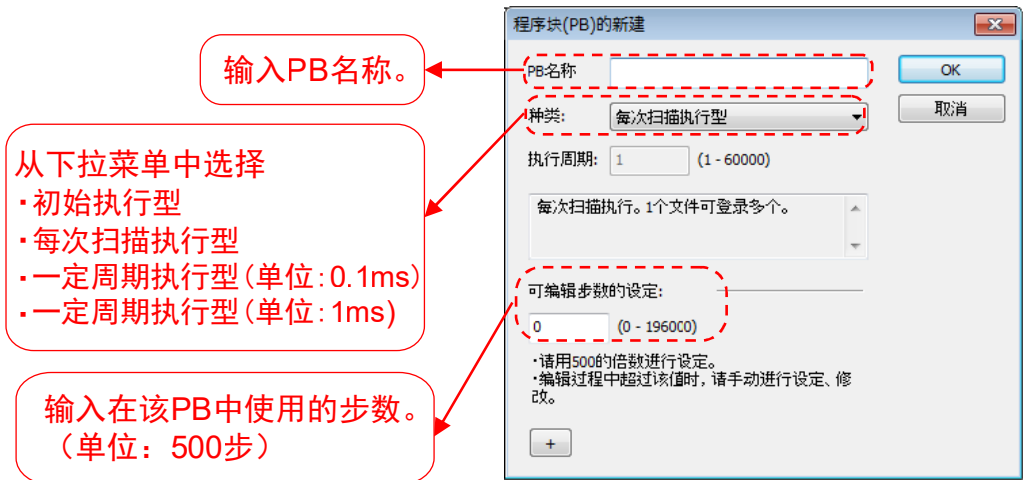 程序块(PB)的新建
输入PB名称。
PB名称
OK
种类:
每次扫描执行型
取消
从下拉菜单中选择
·初始执行型
·每次扫描执行型
·一定周期执行型(单位:0.1ms)
·一定周期执行型(单位:1ms)
执行周期:
1
(1 - 60000)
每次扫描执行。1个文件可登录多个。
可编辑步数的设定:
0
(0 - 196000)
·请用500的倍数进行设定。
·编辑过程中超过该值时, 请手动进行设定、修
改。
输入在该PB中使用的步数。
（单位：500步）
+